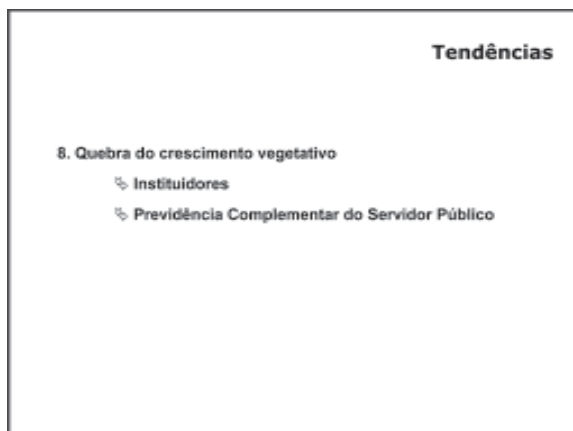 Tendências
8. Quebra do crescimento vegetativo
Instituidores
Previdência Complementar do Servidor Público